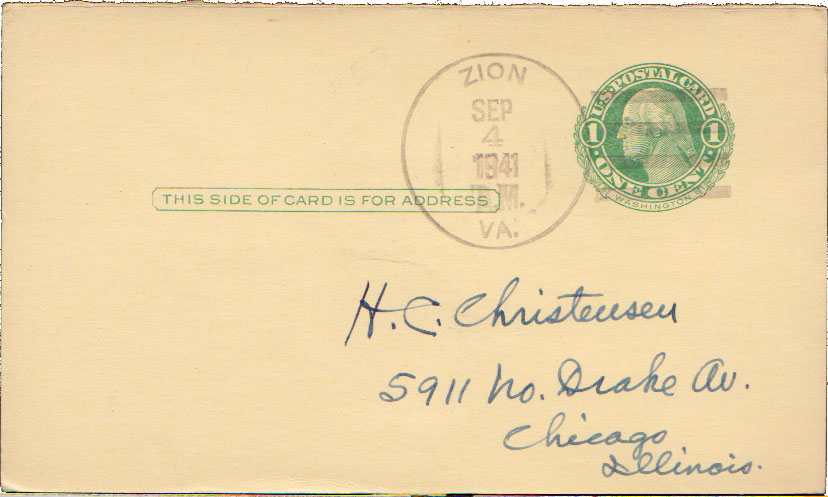 ZION
SEP
4
1941
VA.
U.S. POSTAL CARD
1 1
ONE CENT
WASHINGTON
THIS SIDE OF CARD IS FOR ADDRESS
H. C. Christensen
5911 No. Drake Av.
Chicago
Illinois.